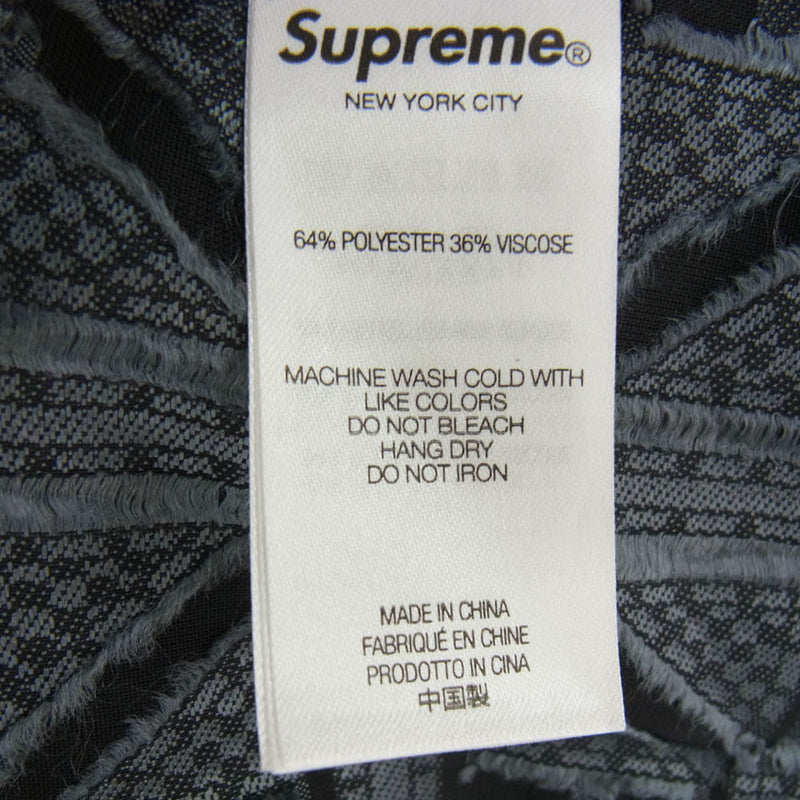 Supreme®
NEW YORK CITY
64% POLYESTER 36% VISCOSE
MACHINE WASH COLD WITH
LIKE COLORS
DO NOT BLEACH
HANG DRY
DO NOT IRON
MADE IN CHINA
FABRIQUÉ EN CHINE
PRODOTTO IN CINA
中国製